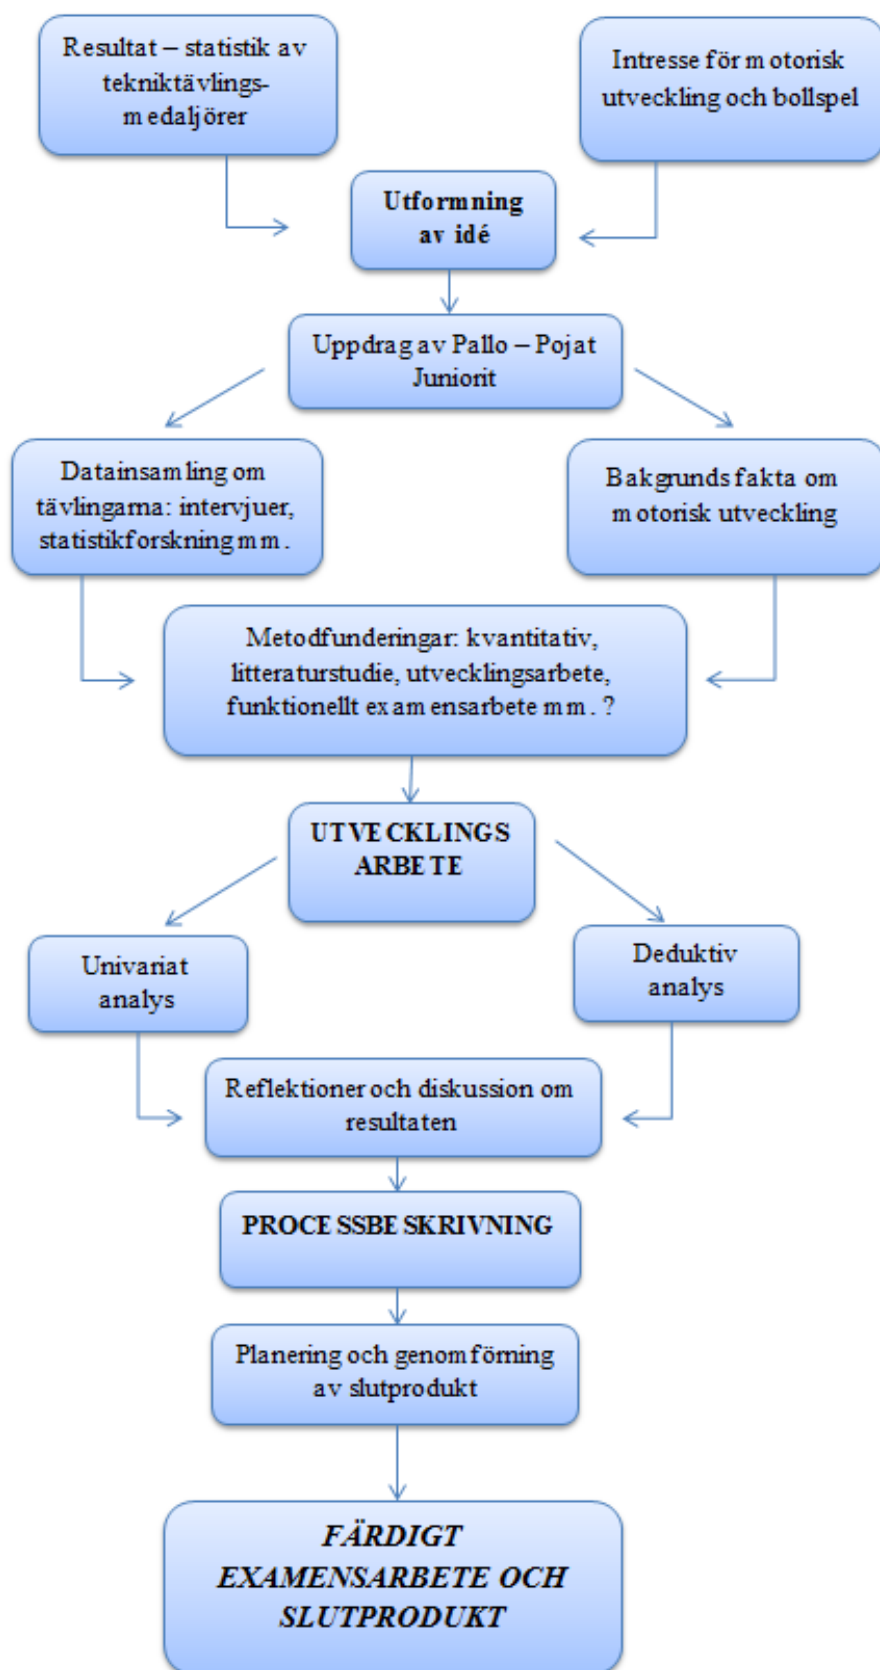 Resultat – statistik av
tekniktävlings-
medaljörer
Intresse för motorisk
utveckling och bollspel
Utformning
av idé
Uppdrag av Pallo – Pojat
Juniorit
Datainsamling om
tävlingarna: intervjuer,
statistikforskning mm.
Bakgrunds fakta om
motorisk utveckling
Metodfunderingar: kvantitativ,
litteraturstudie, utvecklingsarbete,
funktionellt examensarbete mm. ?
UTVECKLINGS
ARBETE
Univariat
analys
Deduktiv
analys
Reflektioner och diskussion om
resultaten
PROCESSBESKRIVNING
Planering och genomförning
av slutprodukt
FÄRDIGT
EXAMENSARBETE OCH
SLUTPRODUKT